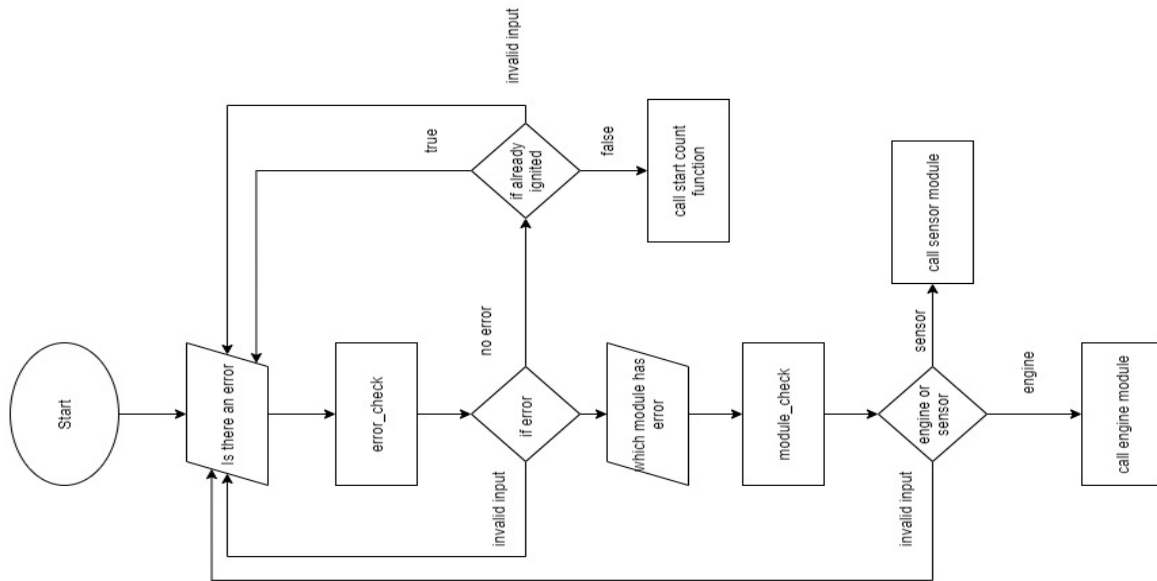 Start
Is there an error
error_check
if error
no error
invalid input
if already
ignited
true
invalid input
false
call start count
function
which module has
error
module_check
engine or
sensor
sensor
call sensor module
invalid input
engine
call engine module